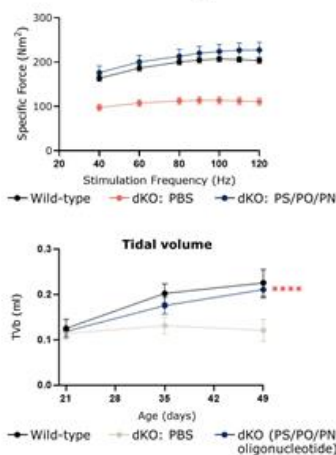 Specific Force (Nm²)
300
200
100
0
20 40 60 80 100 120
Stimulation Frequency (Hz)
Wild-type dKO: PBS dKO: PS/PO/PN
Tidal volume
TVb (ml)
0.3
0.2
0.1
0.0
****
21 28 35 42 49
Age (days)
Wild-type dKO: PBS dKO (PS/PO/PN
oligonucleotide)